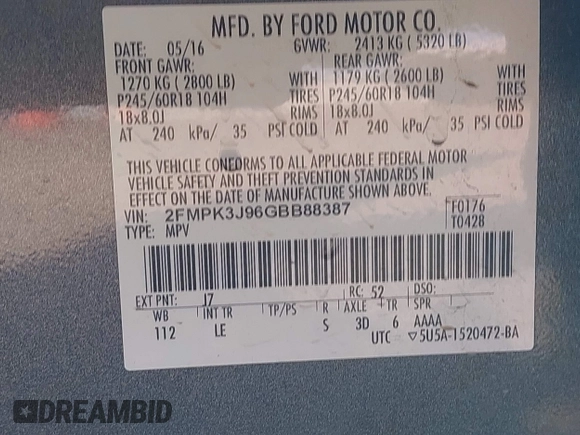 MFD. BY FORD MOTOR CO.
DATE: 05/16 GVWR: 2413 KG ( 5320 LB)
FRONT GAWR: REAR GAWR:
1270 KG ( 2800 LB) WITH 1179 KG ( 2600 LB) WITH
P245/60R18 104H TIRES P245/60R18 104H TIRES
18x8.0J RIMS 18x8.0J RIMS
AT 240 kPa/ 35 PSI COLD AT 240 kPa/ 35 PSI COLD
THIS VEHICLE CONFORMS TO ALL APPLICABLE FEDERAL MOTOR
VEHICLE SAFETY AND THEFT PREVENTION STANDARDS IN
EFFECT ON THE DATE OF MANUFACTURE SHOWN ABOVE.
VIN: 2FMPK3J96GBB88387 F0176
TYPE: MPV T0428
EXT PNT: J7 RC: 52 DSO:
WB INT TR TP/PS R AXLE TR SPR
112 LE S 3D 6 AAAA
UTC ▽5U5A-1520472-BA
DREAMBID